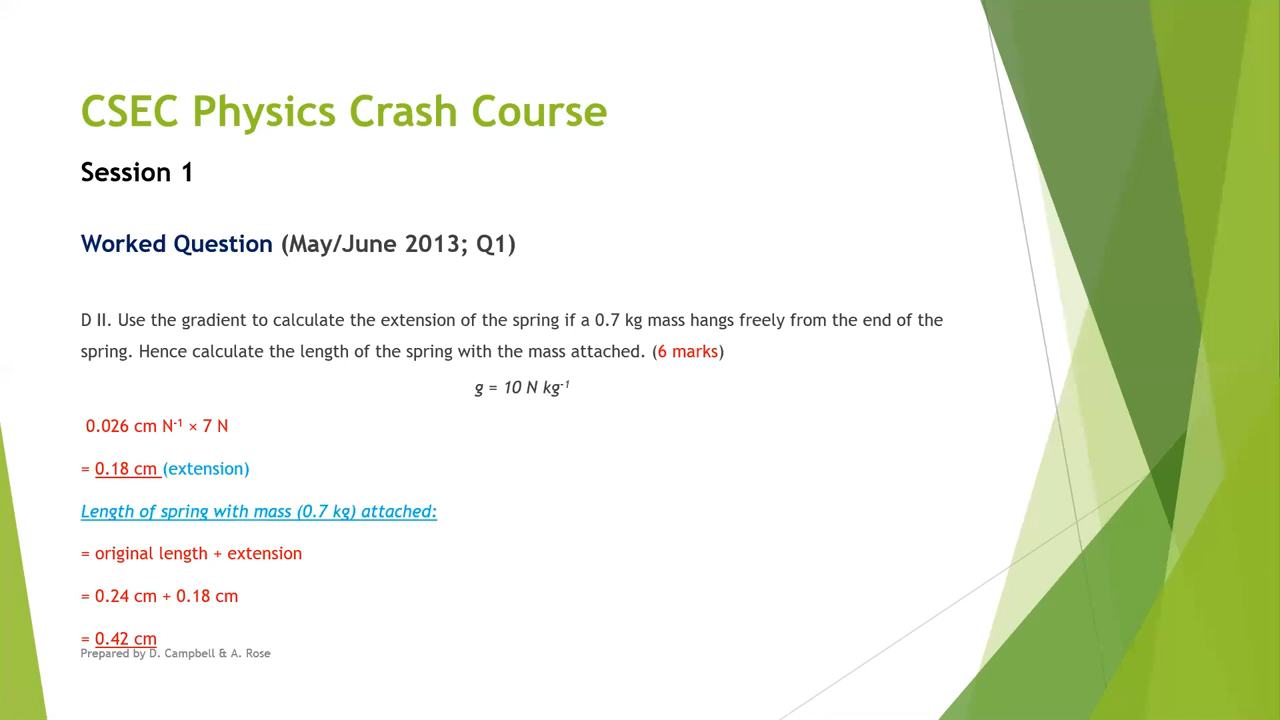 CSEC Physics Crash Course
Session 1
Worked Question (May/June 2013; Q1)
D II. Use the gradient to calculate the extension of the spring if a 0.7 kg mass hangs freely from the end of the
spring. Hence calculate the length of the spring with the mass attached. (6 marks)
g = 10 N kg⁻¹
0.026 cm N⁻¹ × 7 N
= 0.18 cm (extension)
Length of spring with mass (0.7 kg) attached:
= original length + extension
= 0.24 cm + 0.18 cm
= 0.42 cm
Prepared by D. Campbell & A. Rose